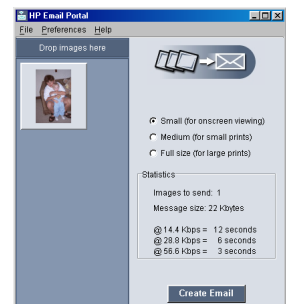 HP Email Portal
File Preferences Help
Drop images here
Small (for onscreen viewing)
Medium (for small prints)
Full size (for large prints)
Statistics
Images to send: 1
Message size: 22 Kbytes
@ 14.4 Kbps = 12 seconds
@ 28.8 Kbps = 6 seconds
@ 56.6 Kbps = 3 seconds
Create Email